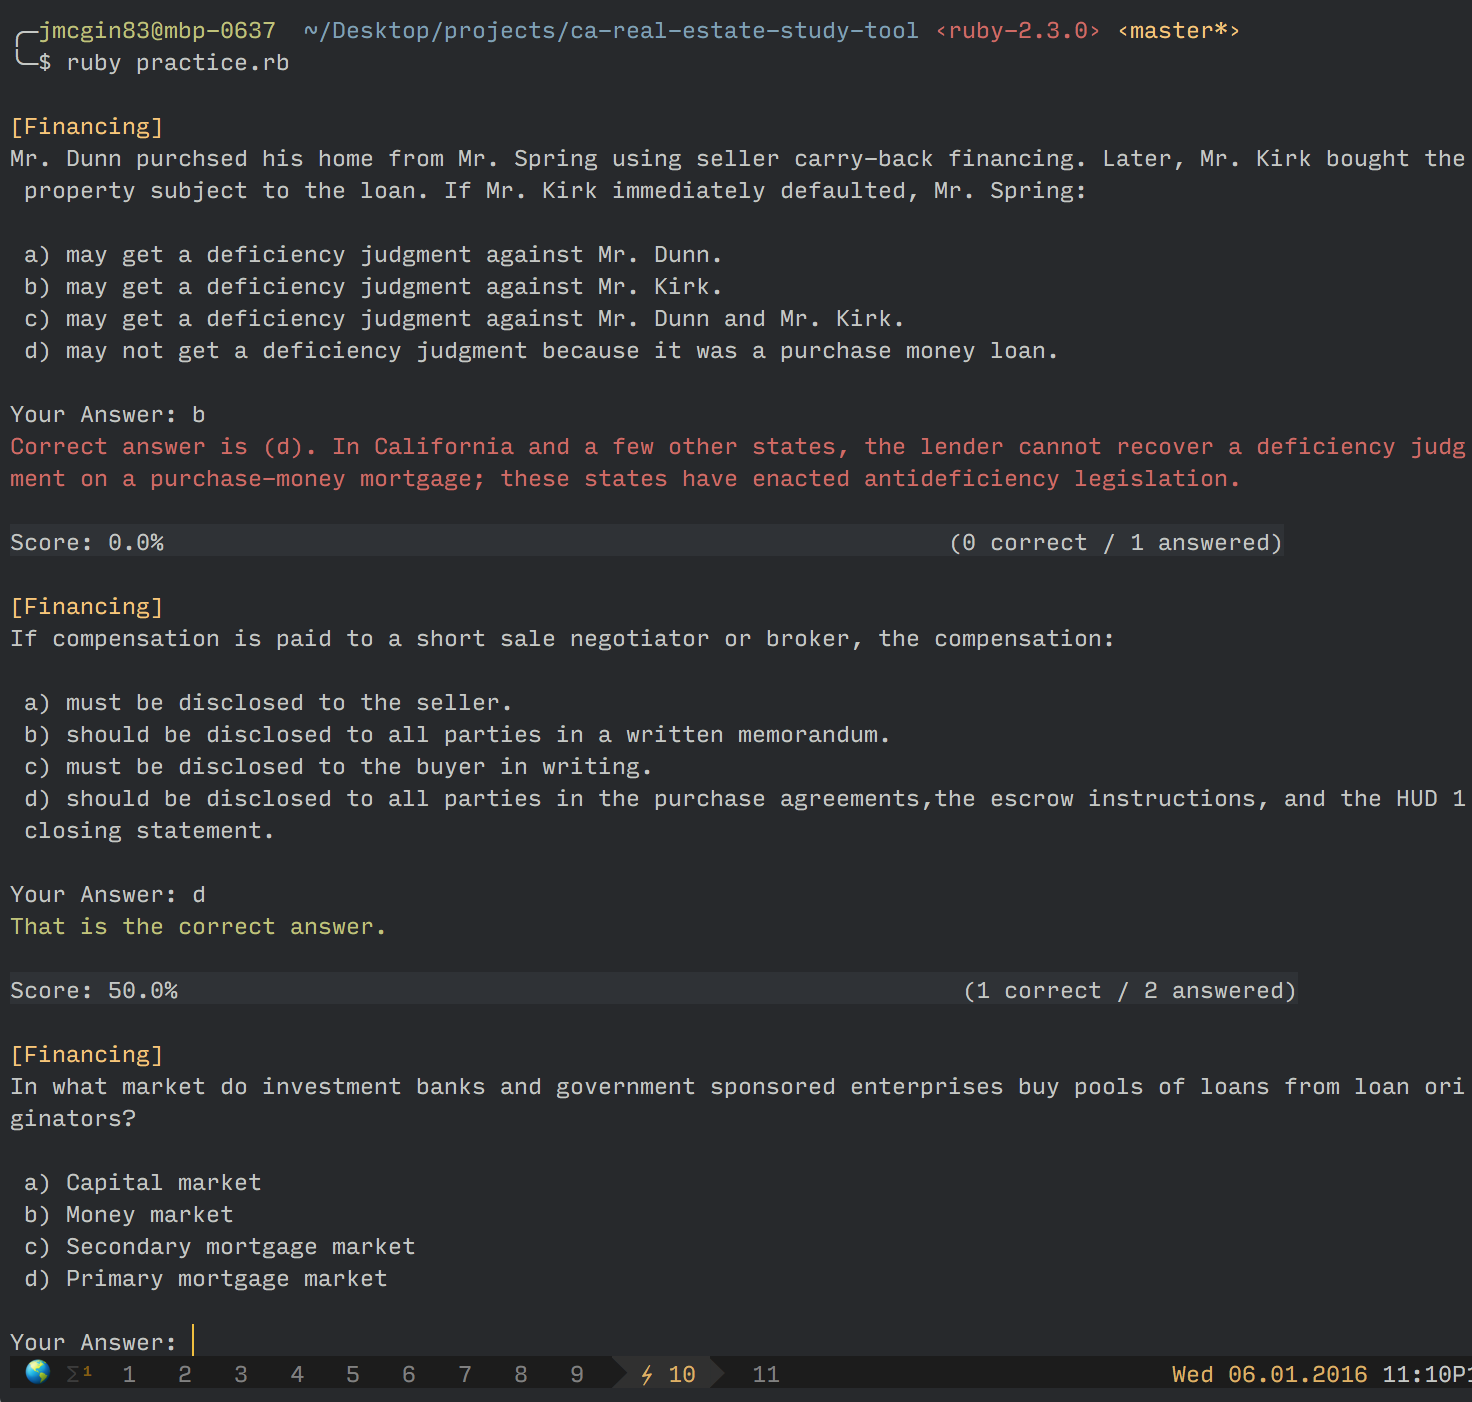 jmcgin83@mbp-0637 ~/Desktop/projects/ca-real-estate-study-tool <ruby-2.3.0> <master*>
$ ruby practice.rb
[Financing]
Mr. Dunn purchsed his home from Mr. Spring using seller carry-back financing. Later, Mr. Kirk bought the
property subject to the loan. If Mr. Kirk immediately defaulted, Mr. Spring:
a) may get a deficiency judgment against Mr. Dunn.
b) may get a deficiency judgment against Mr. Kirk.
c) may get a deficiency judgment against Mr. Dunn and Mr. Kirk.
d) may not get a deficiency judgment because it was a purchase money loan.
Your Answer: b
Correct answer is (d). In California and a few other states, the lender cannot recover a deficiency judg
ment on a purchase-money mortgage; these states have enacted antideficiency legislation.
Score: 0.0% (0 correct / 1 answered)
[Financing]
If compensation is paid to a short sale negotiator or broker, the compensation:
a) must be disclosed to the seller.
b) should be disclosed to all parties in a written memorandum.
c) must be disclosed to the buyer in writing.
d) should be disclosed to all parties in the purchase agreements,the escrow instructions, and the HUD 1
closing statement.
Your Answer: d
That is the correct answer.
Score: 50.0% (1 correct / 2 answered)
[Financing]
In what market do investment banks and government sponsored enterprises buy pools of loans from loan ori
ginators?
a) Capital market
b) Money market
c) Secondary mortgage market
d) Primary mortgage market
Your Answer:
Σ¹ 1 2 3 4 5 6 7 8 9 ⚡ 10 11 Wed 06.01.2016 11:10P